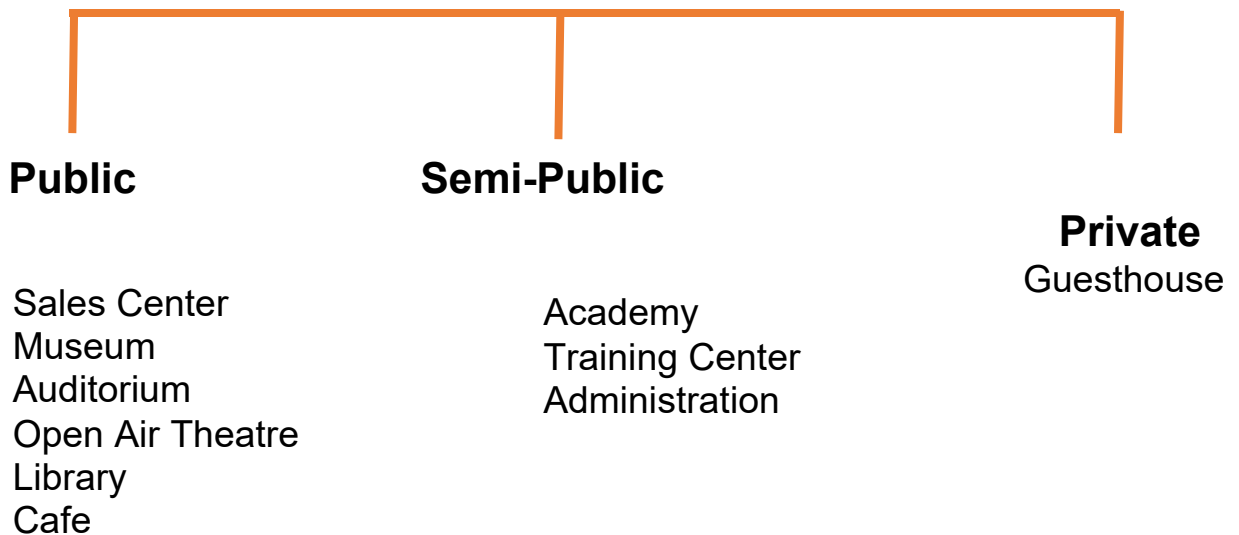 Public
Sales Center
Museum
Auditorium
Open Air Theatre
Library
Cafe
Semi-Public
Academy
Training Center
Administration
Private
Guesthouse